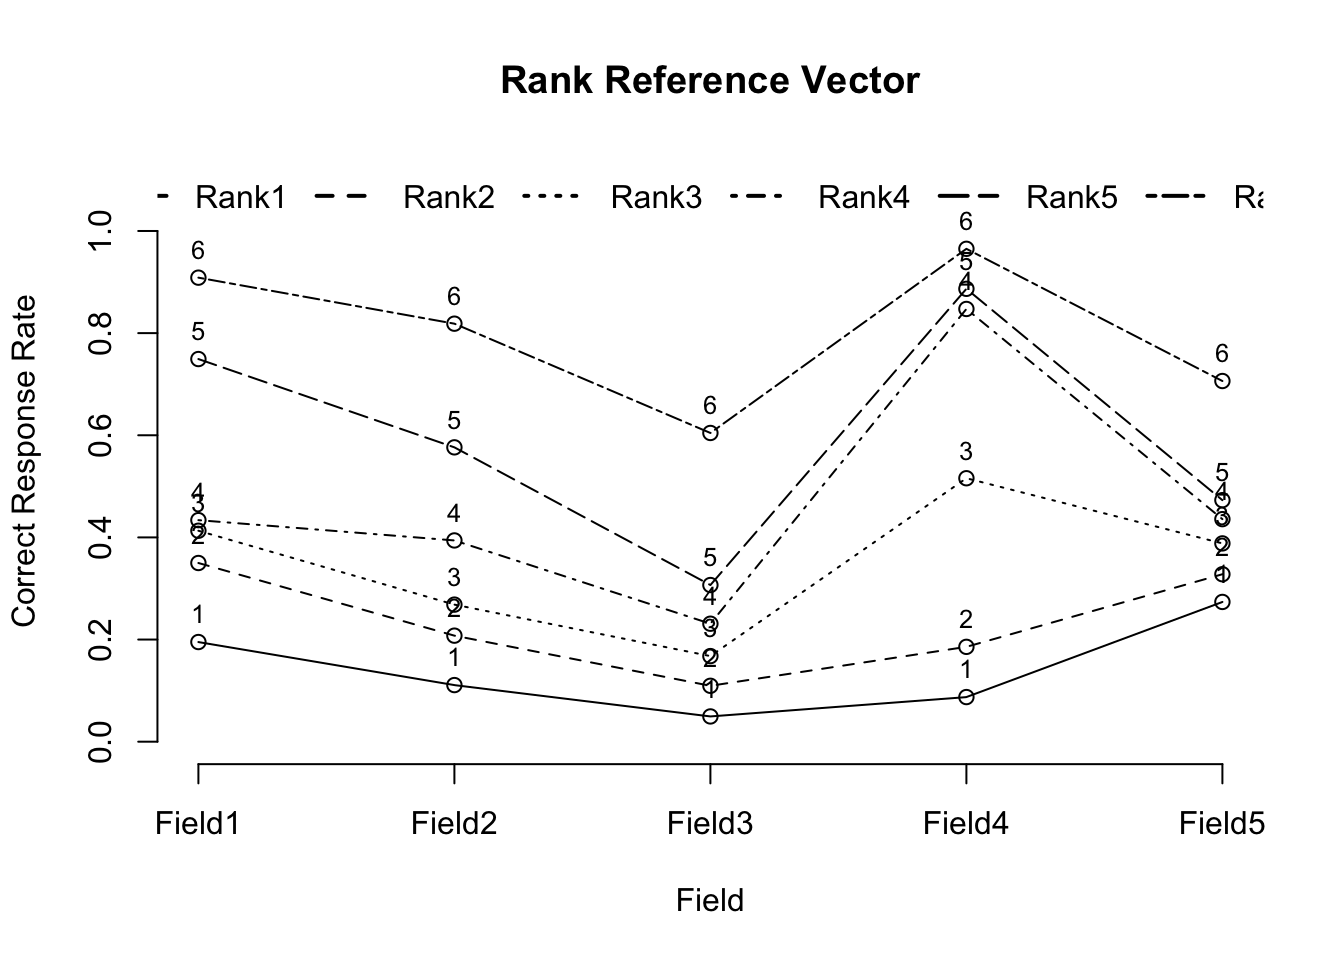 Rank Reference Vector
Rank1 Rank2 Rank3 Rank4 Rank5
Correct Response Rate
1.0
0.8
0.6
0.4
0.2
0.0
6 5 4 3 2 1
6 5 4 3 2 1
6 5 4 3 2 1
6 5 4 3 2 1
6 5 4 3 2 1
Field1 Field2 Field3 Field4 Field5
Field